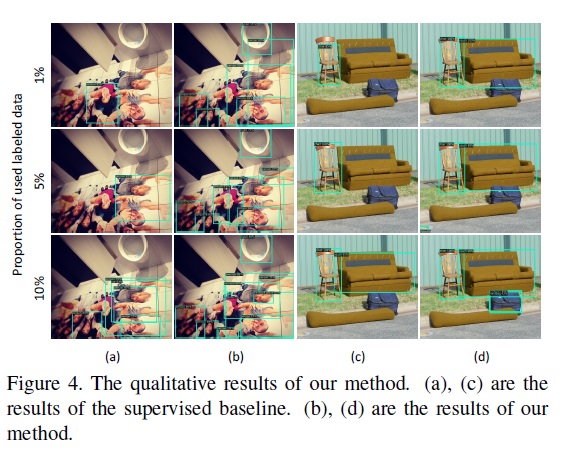 Proportion of used labeled data
1%
5%
10%
(a) (b) (c) (d)
Figure 4. The qualitative results of our method. (a), (c) are the
results of the supervised baseline. (b), (d) are the results of our
method.